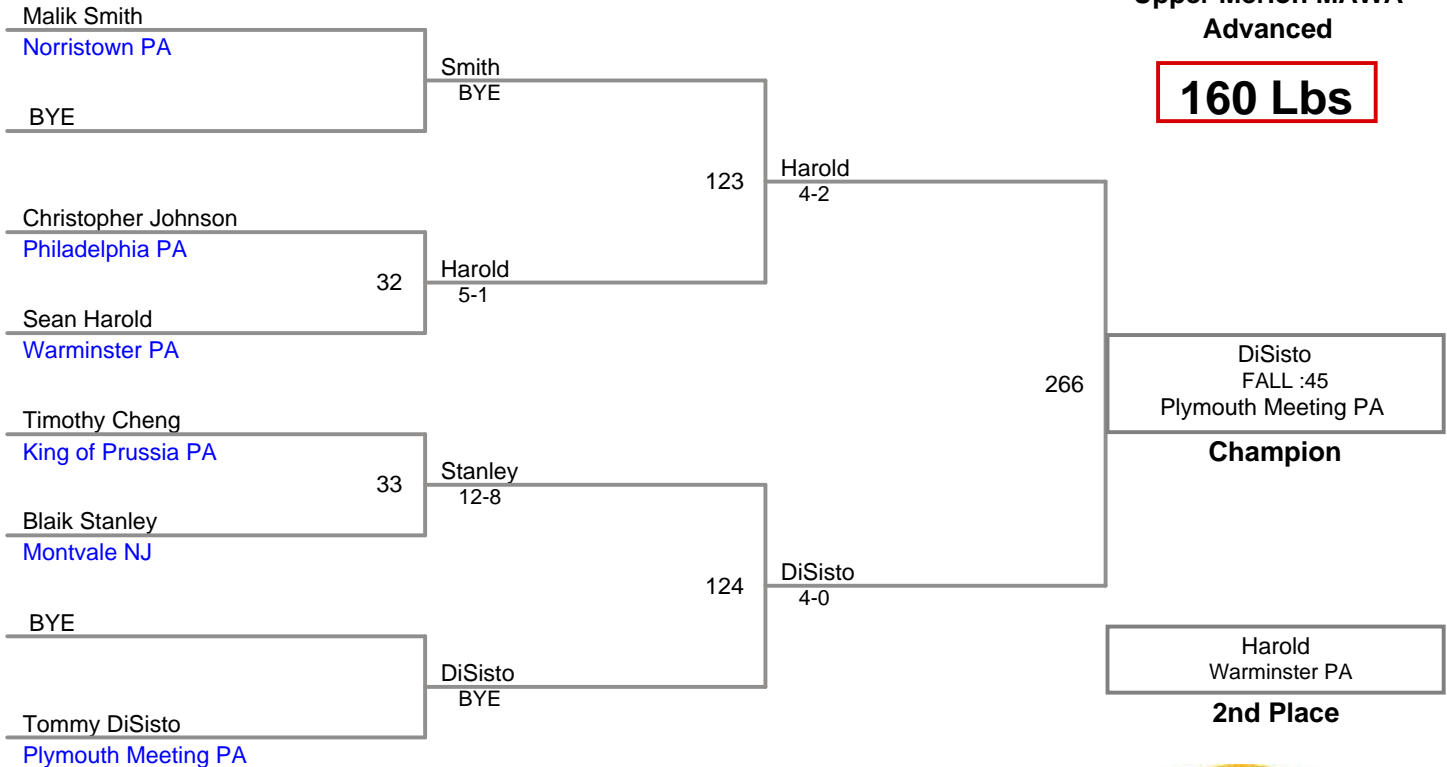 Upper Merion MAWA
Advanced
160 Lbs
Malik Smith
Norristown PA
BYE
Christopher Johnson
Philadelphia PA
32
Sean Harold
Warminster PA
Timothy Cheng
King of Prussia PA
33
Blaik Stanley
Montvale NJ
BYE
Tommy DiSisto
Plymouth Meeting PA
Smith
BYE
123
Harold
5-1
Stanley
12-8
124
DiSisto
BYE
Harold
4-2
266
DiSisto
4-0
DiSisto
FALL :45
Plymouth Meeting PA
Champion
Harold
Warminster PA
2nd Place